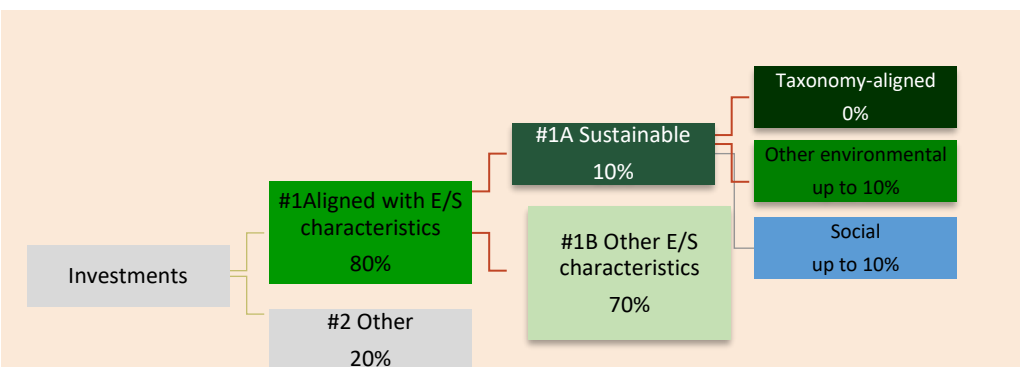 Investments
#1Aligned with E/S
characteristics
80%
#2 Other
20%
#1A Sustainable
10%
#1B Other E/S
characteristics
70%
Taxonomy-aligned
0%
Other environmental
up to 10%
Social
up to 10%